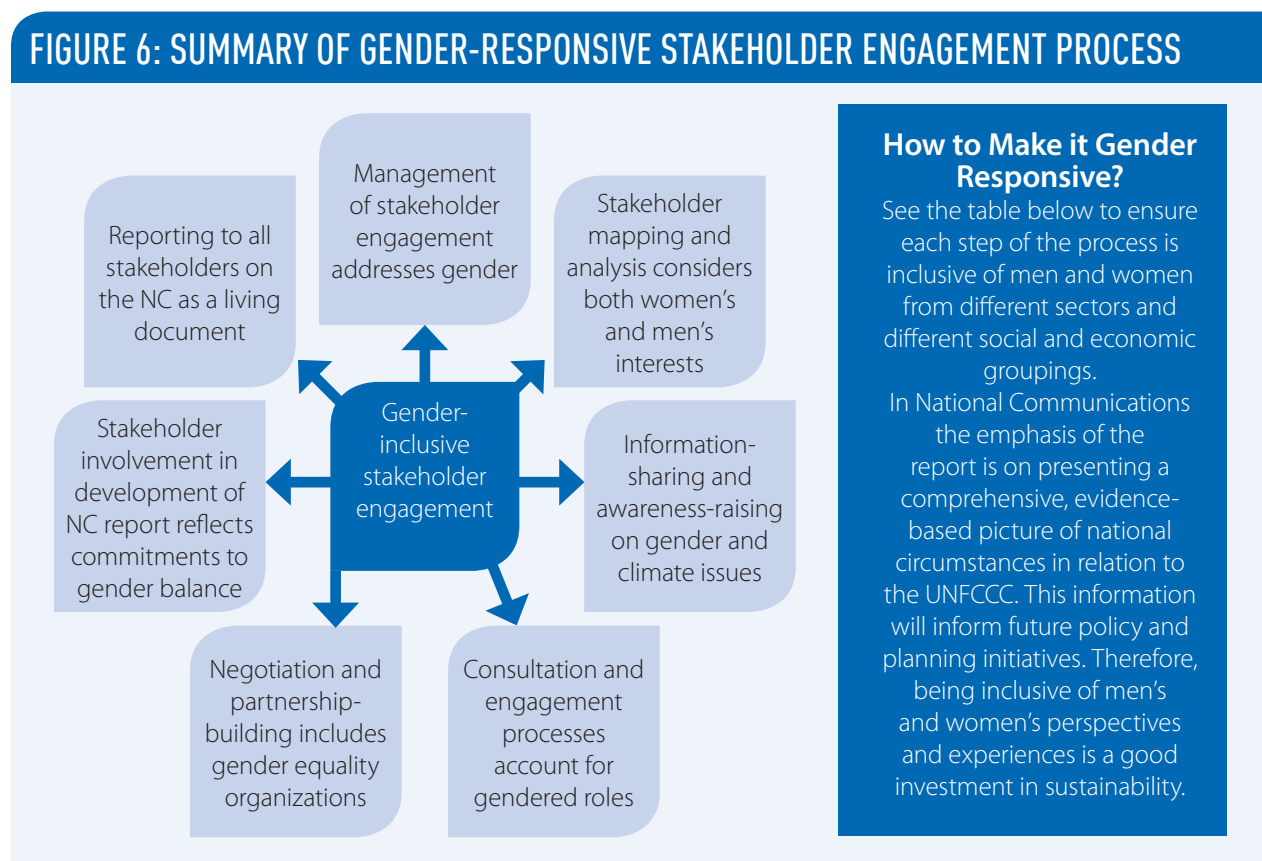 FIGURE 6: SUMMARY OF GENDER-RESPONSIVE STAKEHOLDER ENGAGEMENT PROCESS
Management
of stakeholder
engagement
addresses gender
Stakeholder
mapping and
analysis considers
both women’s
and men’s
interests
Information-
sharing and
awareness-raising
on gender and
climate issues
Consultation and
engagement
processes
account for
gendered roles
Negotiation and
partnership-
building includes
gender equality
organizations
Stakeholder
involvement in
development of
NC report reflects
commitments to
gender balance
Reporting to all
stakeholders on
the NC as a living
document
Gender-
inclusive
stakeholder
engagement
How to Make it Gender
Responsive?
See the table below to ensure
each step of the process is
inclusive of men and women
from different sectors and
different social and economic
groupings.
In National Communications
the emphasis of the
report is on presenting a
comprehensive, evidence-
based picture of national
circumstances in relation to
the UNFCCC. This information
will inform future policy and
planning initiatives. Therefore,
being inclusive of men’s
and women’s perspectives
and experiences is a good
investment in sustainability.